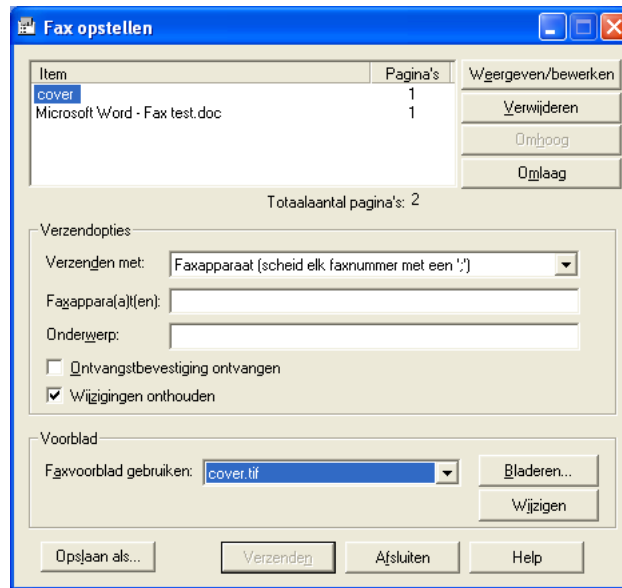 Fax opstellen
Item Pagina's
cover 1
Microsoft Word - Fax test.doc 1
Weergeven/bewerken
Verwijderen
Omhoog
Omlaag
Totaalaantal pagina's: 2
Verzendopties
Verzenden met: Faxapparaat (scheid elk faxnummer met een ';')
Faxappara(a)t(en):
Onderwerp:
Ontvangstbevestiging ontvangen
Wijzigingen onthouden
Voorblad
Faxvoorblad gebruiken: cover.tif
Bladeren...
Wijzigen
Opslaan als... Verzenden Afsluiten Help